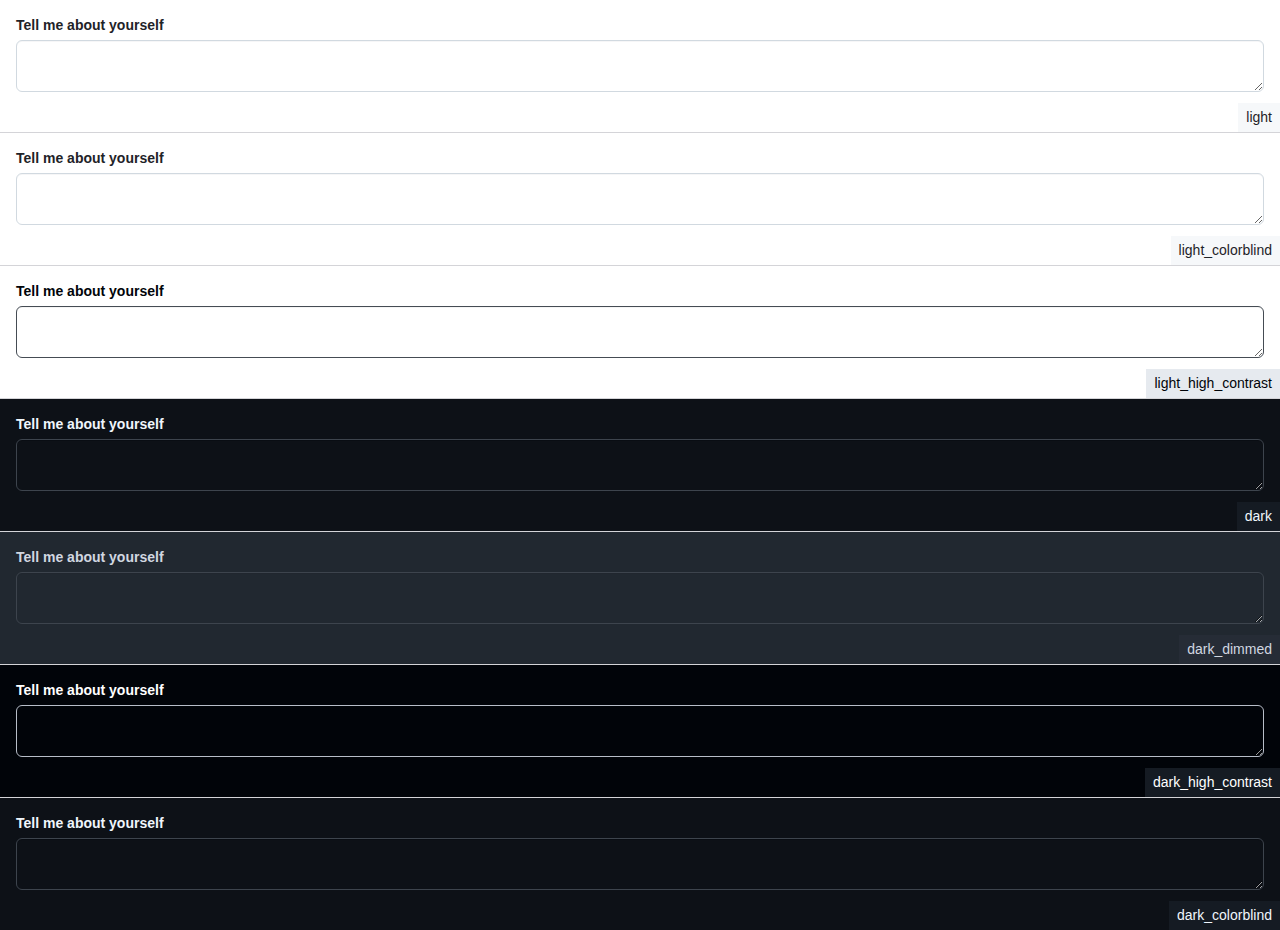 Tell me about yourself
light
Tell me about yourself
light_colorblind
Tell me about yourself
light_high_contrast
Tell me about yourself
dark
Tell me about yourself
dark_dimmed
Tell me about yourself
dark_high_contrast
Tell me about yourself
dark_colorblind